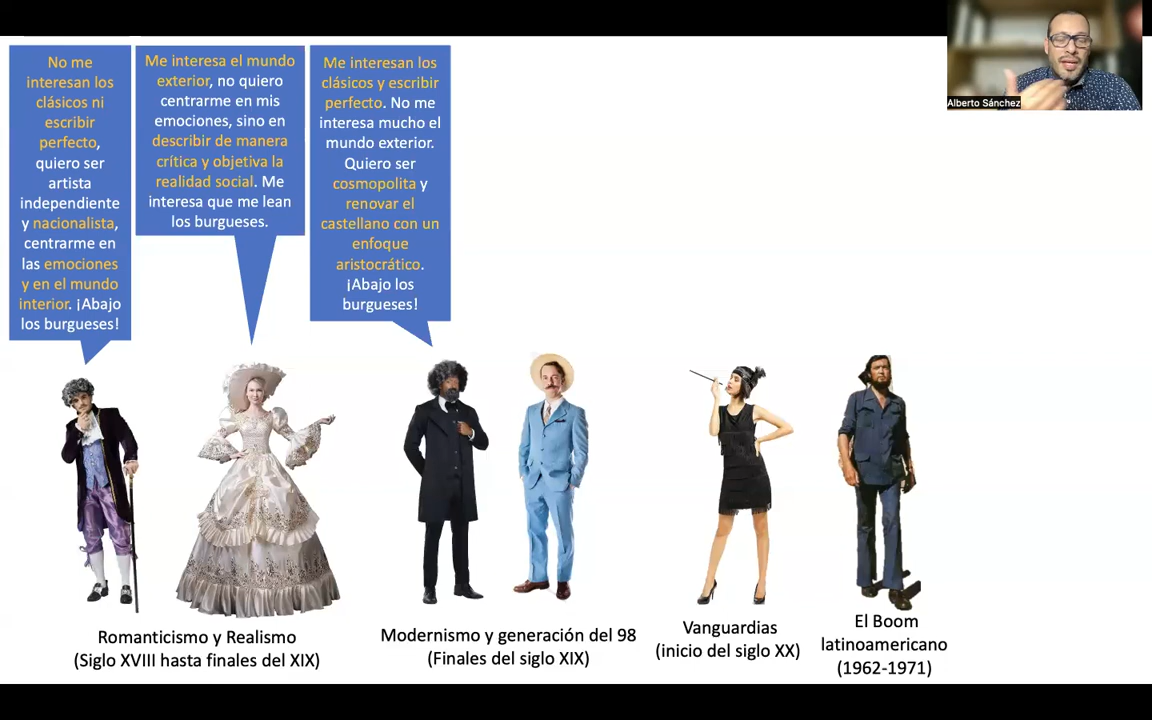 No me
interesan los
clásicos ni
escribir
perfecto,
quiero ser
artista
independiente
y nacionalista,
centrarme en
las emociones
y en el mundo
interior. ¡Abajo
los burgueses!
Me interesa el mundo
exterior, no quiero
centrarme en mis
emociones, sino en
describir de manera
crítica y objetiva la
realidad social. Me
interesa que me lean
los burgueses.
Me interesan los
clásicos y escribir
perfecto. No me
interesa mucho el
mundo exterior.
Quiero ser
cosmopolita y
renovar el
castellano con un
enfoque
aristocrático.
¡Abajo los
burgueses!
Alberto Sánchez
Romanticismo y Realismo
(Siglo XVIII hasta finales del XIX)
Modernismo y generación del 98
(Finales del siglo XIX)
Vanguardias
(inicio del siglo XX)
El Boom
latinoamericano
(1962-1971)